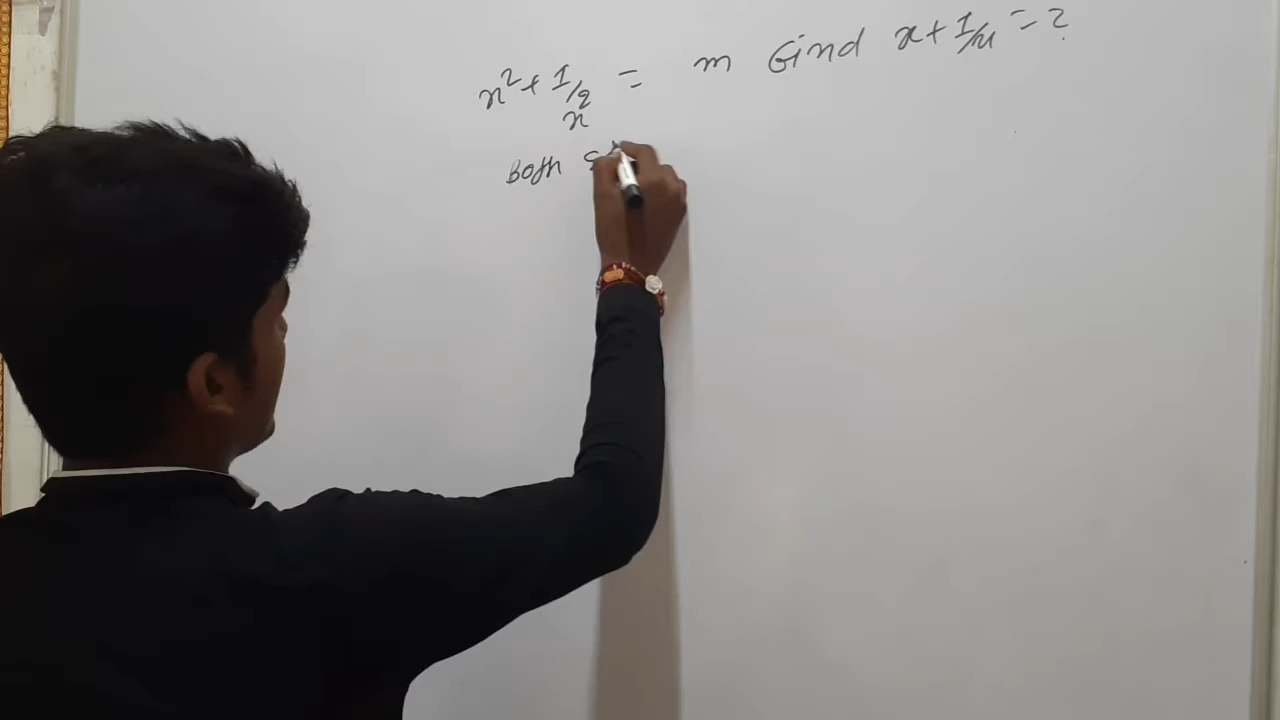 x²+1/x² = m Find x+1/x=?
Both